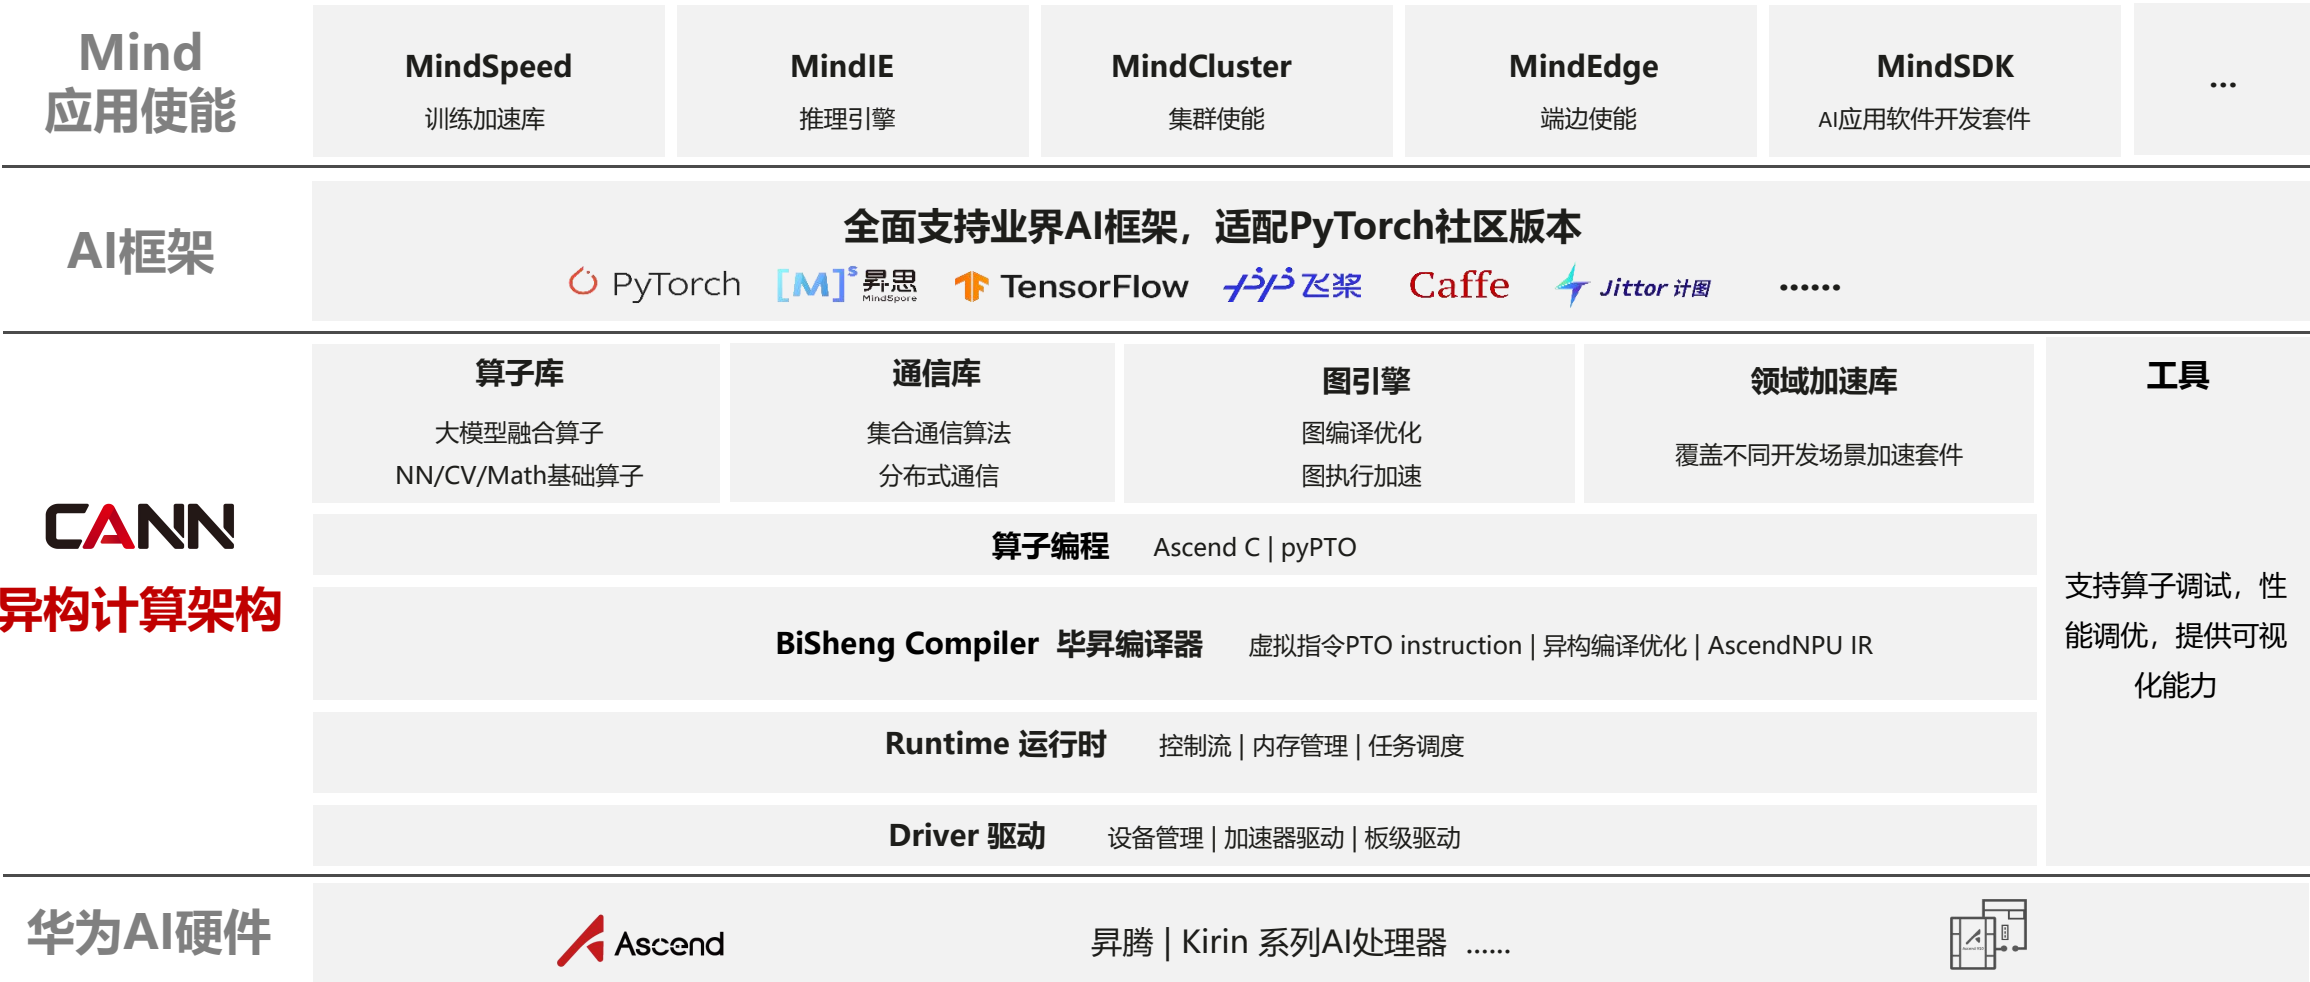 Mind
应用使能
MindSpeed
训练加速库
MindIE
推理引擎
MindCluster
集群使能
MindEdge
端边使能
MindSDK
AI应用软件开发套件
...
AI框架
全面支持业界AI框架，适配PyTorch社区版本
PyTorch
[M]s 昇思
MindSpore
TensorFlow
飞桨
Caffe
Jittor 计图
......
CANN
异构计算架构
算子库
大模型融合算子
NN/CV/Math基础算子
通信库
集合通信算法
分布式通信
图引擎
图编译优化
图执行加速
领域加速库
覆盖不同开发场景加速套件
工具
支持算子调试，性
能调优，提供可视
化能力
算子编程 Ascend C | pyPTO
BiSheng Compiler 毕昇编译器 虚拟指令PTO instruction | 异构编译优化 | AscendNPU IR
Runtime 运行时 控制流 | 内存管理 | 任务调度
Driver 驱动 设备管理 | 加速器驱动 | 板级驱动
华为AI硬件
Ascend
昇腾 | Kirin 系列AI处理器 ......